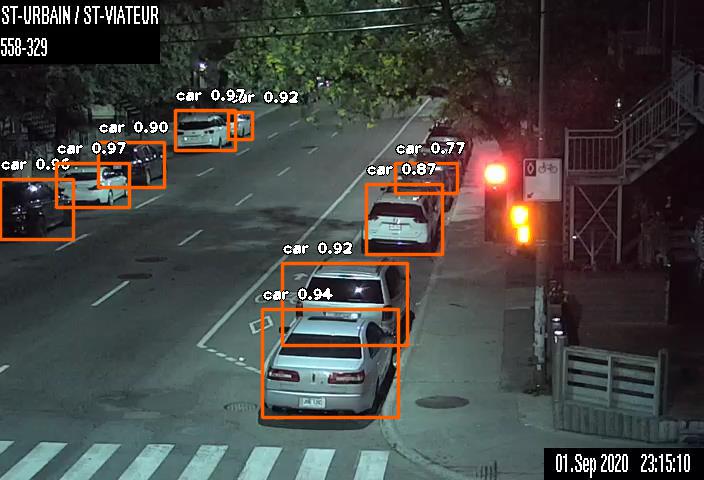 ST-URBAIN / ST-VIATEUR
558-329
car 0.97
car 0.92
car 0.90
car 0.97
car 0.96
car 0.77
car 0.87
car 0.92
car 0.94
01.Sep 2020 23:15:10